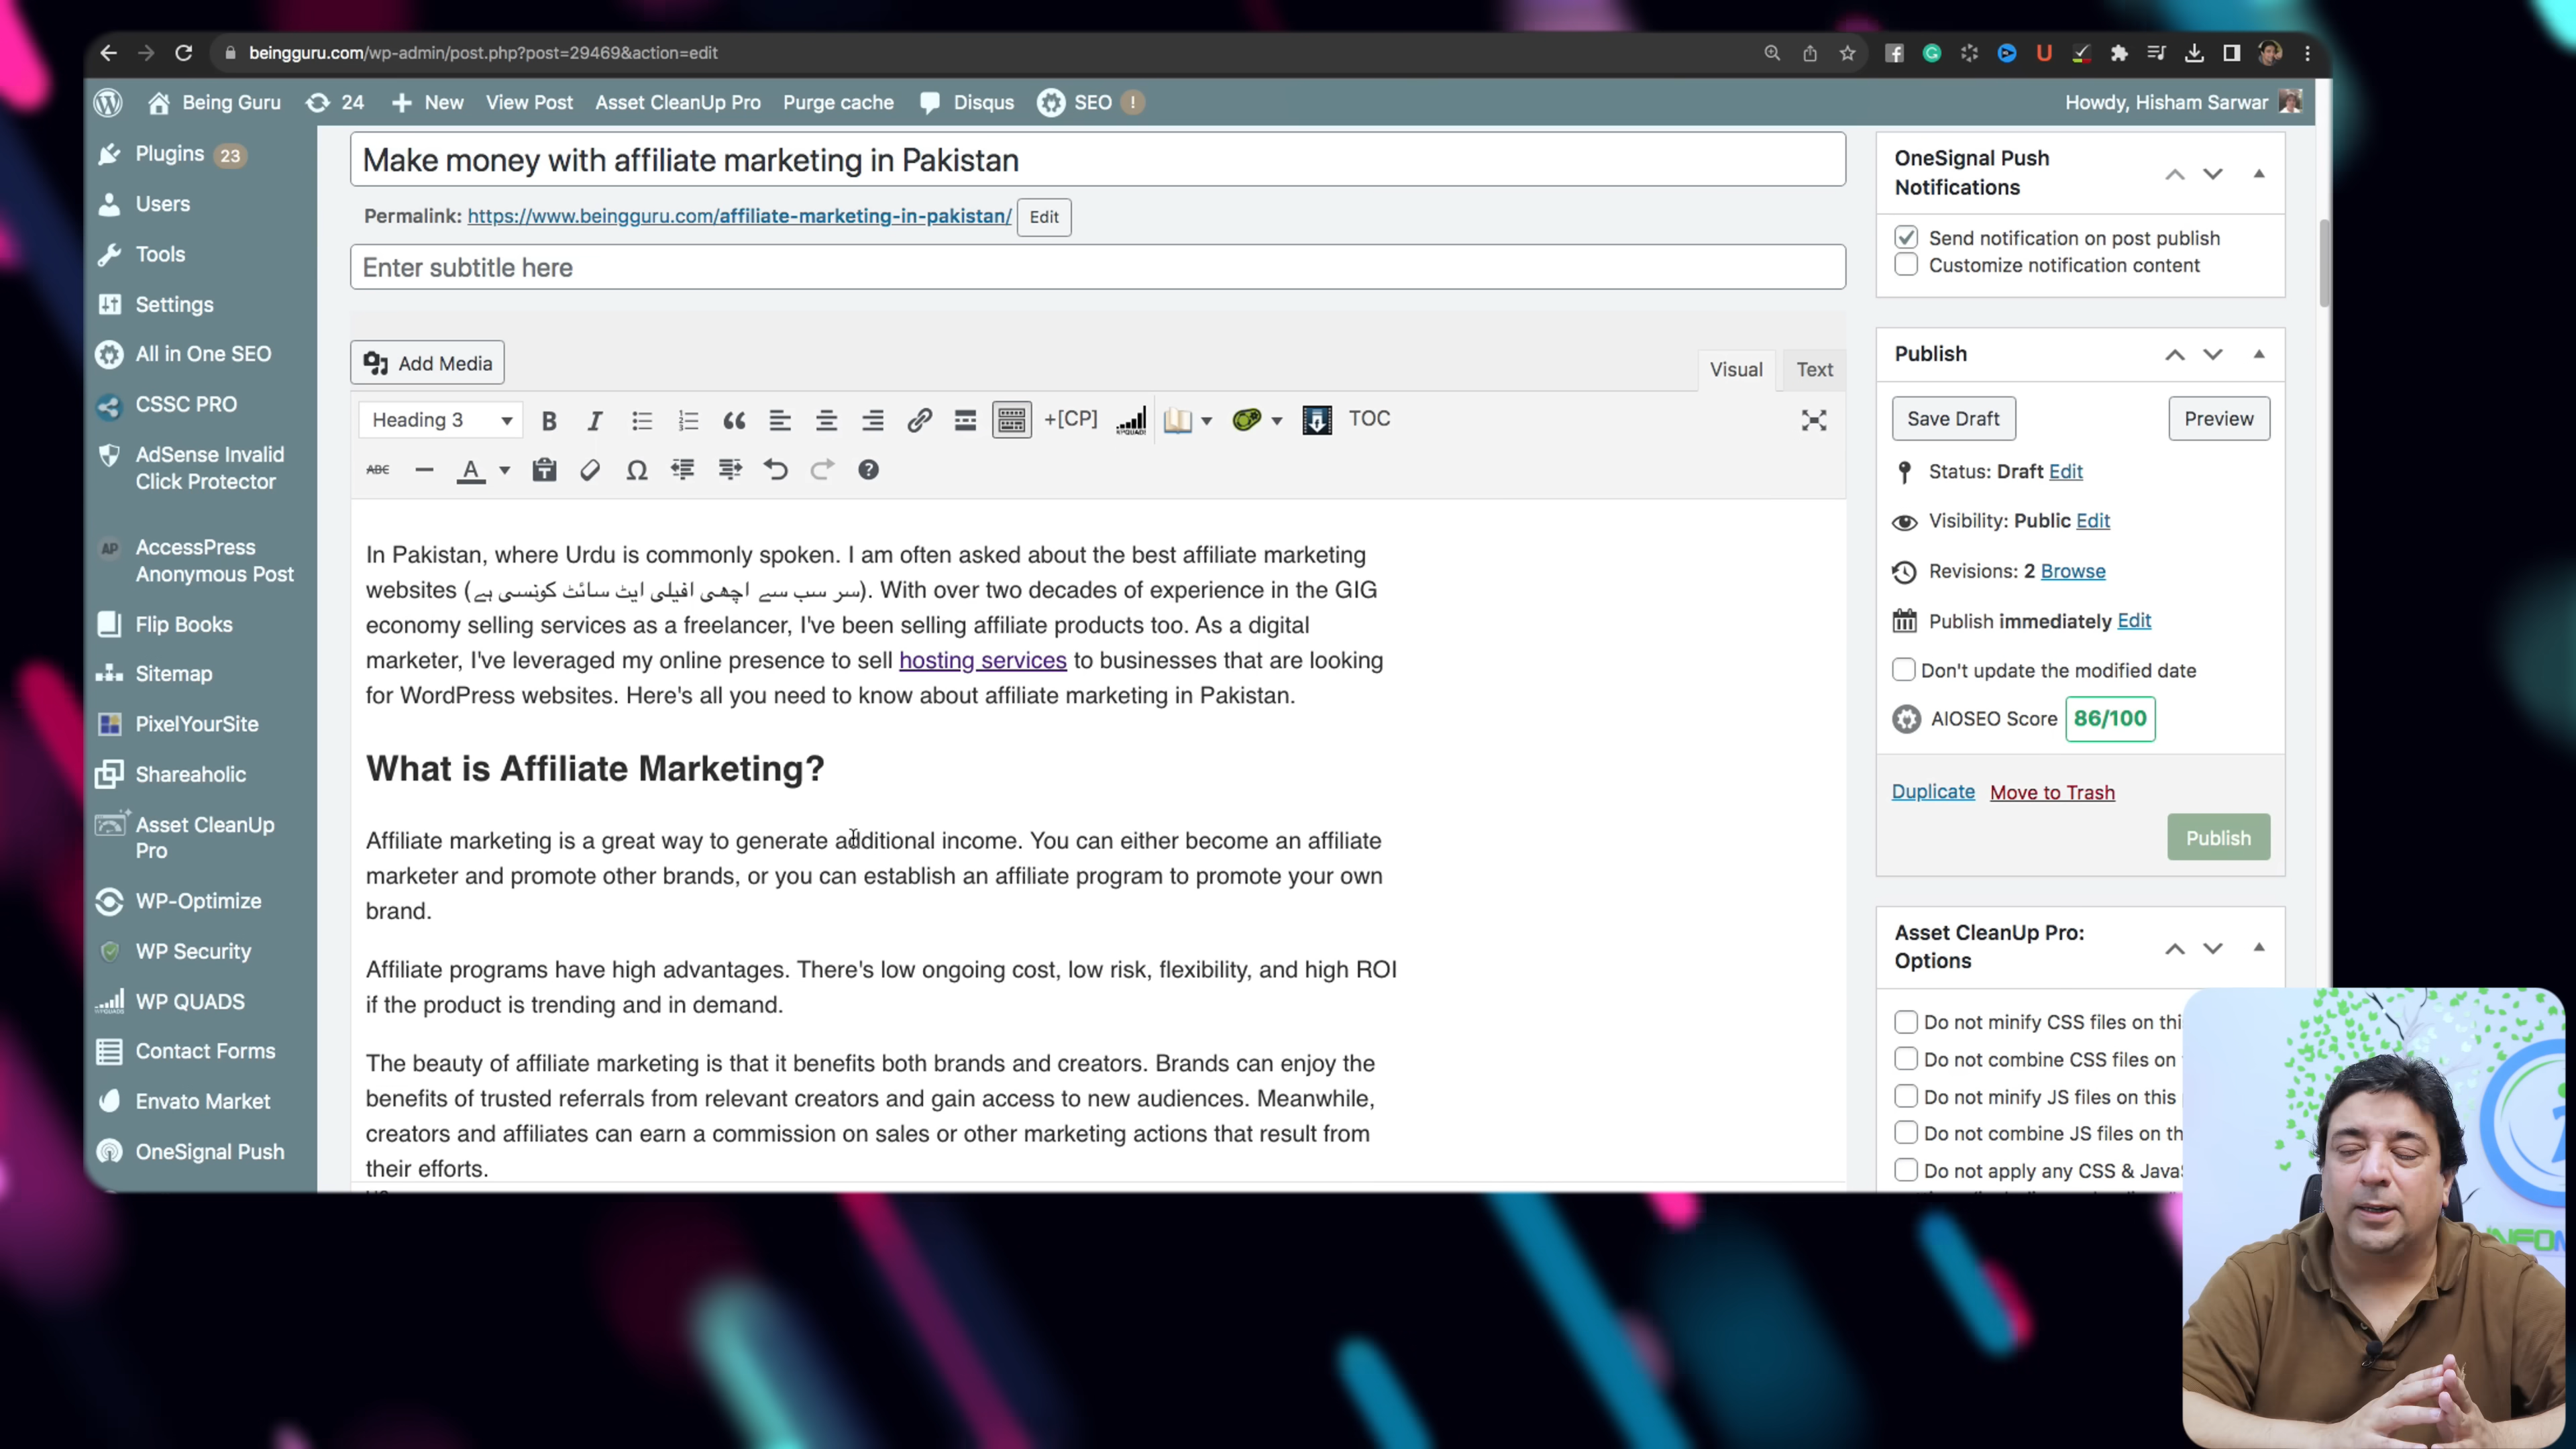 beingguru.com/wp-admin/post.php?post=29469&action=edit
Being Guru
24
New
View Post
Asset CleanUp Pro
Purge cache
Disqus
SEO
!
Howdy, Hisham Sarwar
Plugins 23
Users
Tools
Settings
All in One SEO
CSSC PRO
AdSense Invalid
Click Protector
AP
AccessPress
Anonymous Post
Flip Books
Sitemap
PixelYourSite
Shareaholic
Asset CleanUp
Pro
WP-Optimize
WP Security
WP QUADS
Contact Forms
Envato Market
OneSignal Push
Make money with affiliate marketing in Pakistan
Permalink: https://www.beingguru.com/affiliate-marketing-in-pakistan/ Edit
Enter subtitle here
Add Media
Visual
Text
Heading 3
B
I
+[CP]
TOC
ABC
A
Ω
In Pakistan, where Urdu is commonly spoken. I am often asked about the best affiliate marketing
websites (سر سب سے اچھی افیلی ایٹ سائٹ کونسی ہے). With over two decades of experience in the GIG
economy selling services as a freelancer, I've been selling affiliate products too. As a digital
marketer, I've leveraged my online presence to sell hosting services to businesses that are looking
for WordPress websites. Here's all you need to know about affiliate marketing in Pakistan.
What is Affiliate Marketing?
Affiliate marketing is a great way to generate additional income. You can either become an affiliate
marketer and promote other brands, or you can establish an affiliate program to promote your own
brand.
Affiliate programs have high advantages. There's low ongoing cost, low risk, flexibility, and high ROI
if the product is trending and in demand.
The beauty of affiliate marketing is that it benefits both brands and creators. Brands can enjoy the
benefits of trusted referrals from relevant creators and gain access to new audiences. Meanwhile,
creators and affiliates can earn a commission on sales or other marketing actions that result from
their efforts.
OneSignal Push
Notifications
Send notification on post publish
Customize notification content
Publish
Save Draft
Preview
Status: Draft Edit
Visibility: Public Edit
Revisions: 2 Browse
Publish immediately Edit
Don't update the modified date
AIOSEO Score 86/100
Duplicate Move to Trash
Publish
Asset CleanUp Pro:
Options
Do not minify CSS files on thi
Do not combine CSS files on
Do not minify JS files on this
Do not combine JS files on th
Do not apply any CSS & Java